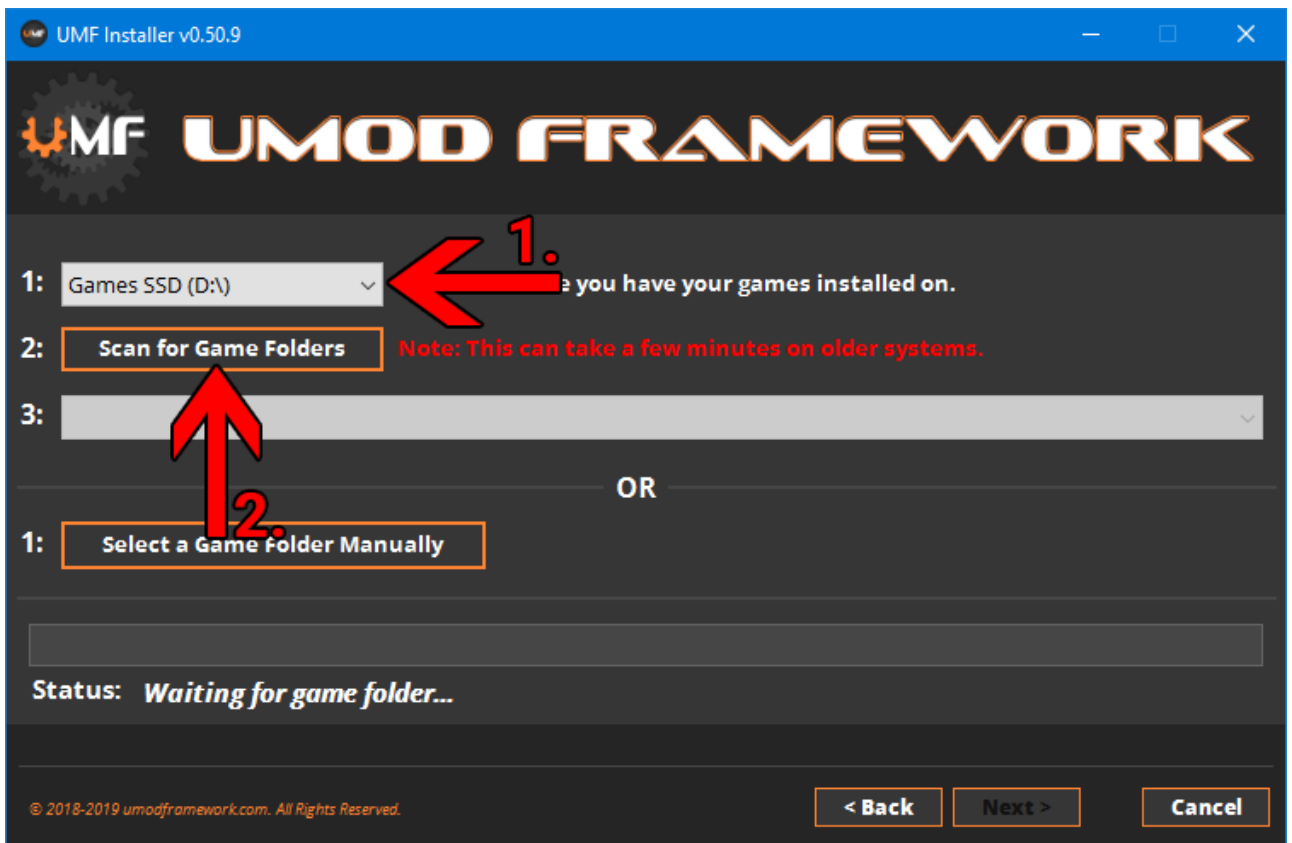 UMF Installer v0.50.9
UMF UMOD FRAMEWORK
1.
1: Games SSD (D:\) you have your games installed on.
2: Scan for Game Folders Note: This can take a few minutes on older systems.
3:
OR
2.
1: Select a Game Folder Manually
Status: Waiting for game folder...
© 2018-2019 umodframework.com. All Rights Reserved.
< Back Next > Cancel